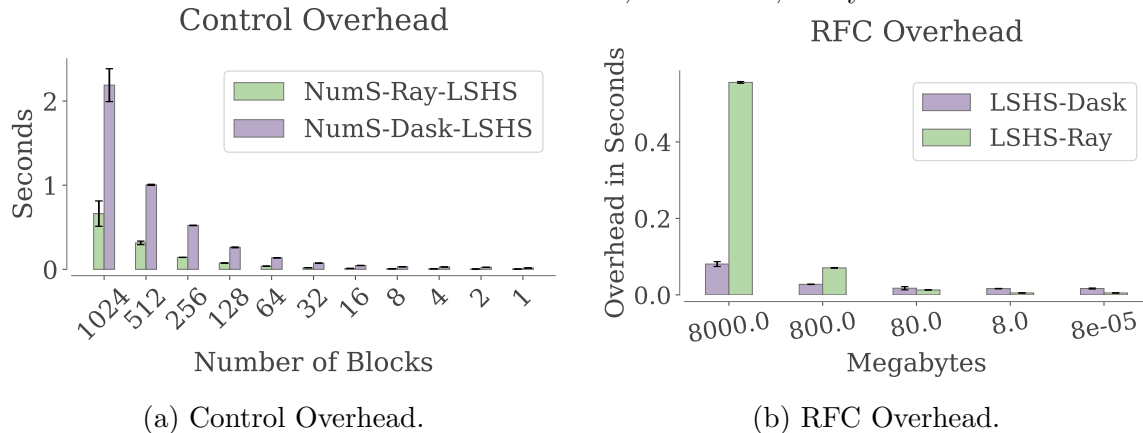 Control Overhead
Seconds
2
1
0
NumS-Ray-LSHS
NumS-Dask-LSHS
1024 512 256 128 64 32 16 8 4 2 1
Number of Blocks
(a) Control Overhead.
RFC Overhead
Overhead in Seconds
0.4
0.2
0.0
LSHS-Dask
LSHS-Ray
8000.0 800.0 80.0 8.0 8e-05
Megabytes
(b) RFC Overhead.